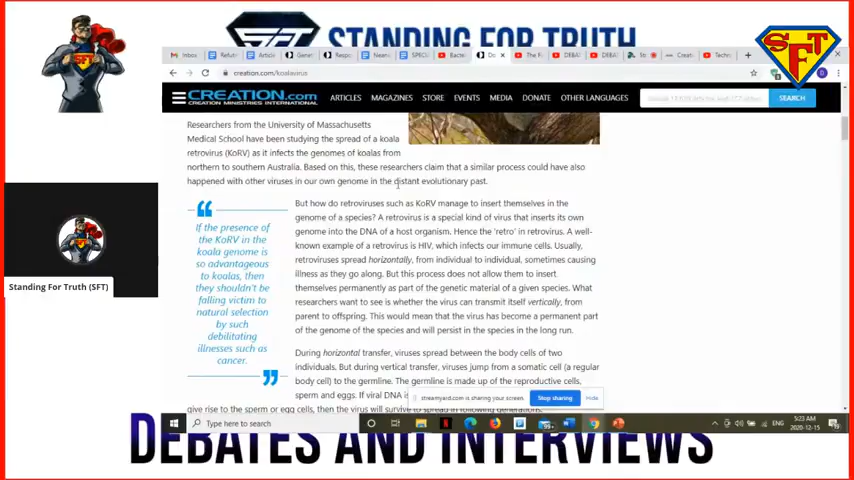 STANDING FOR TRUTH
SFT
SFT
SFT
creation.com/koalavirus
CREATION.com
CREATION MINISTRIES INTERNATIONAL
ARTICLES MAGAZINES STORE EVENTS MEDIA DONATE OTHER LANGUAGES
SEARCH
Researchers from the University of Massachusetts
Medical School have been studying the spread of a koala
retrovirus (KoRV) as it infects the genomes of koalas from
northern to southern Australia. Based on this, these researchers claim that a similar process could have also
happened with other viruses in our own genome in the distant evolutionary past.
“
If the presence of
the KoRV in the
koala genome is
so advantageous
to koalas, then
they shouldn't be
falling victim to
natural selection
by such
debilitating
illnesses such as
cancer.
”
But how do retroviruses such as KoRV manage to insert themselves in the
genome of a species? A retrovirus is a special kind of virus that inserts its own
genome into the DNA of a host organism. Hence the 'retro' in retrovirus. A well-
known example of a retrovirus is HIV, which infects our immune cells. Usually,
retroviruses spread horizontally, from individual to individual, sometimes causing
illness as they go along. But this process does not allow them to insert
themselves permanently as part of the genetic material of a given species. What
researchers want to see is whether the virus can transmit itself vertically, from
parent to offspring. This would mean that the virus has become a permanent part
of the genome of the species and will persist in the species in the long run.
During horizontal transfer, viruses spread between the body cells of two
individuals. But during vertical transfer, viruses jump from a somatic cell (a regular
body cell) to the germline. The germline is made up of the reproductive cells,
sperm and eggs. If viral DNA is
give rise to the sperm or egg cells, then the virus will survive to spread in following generations.
streamyard.com is sharing your screen.
Stop sharing
Hide
Standing For Truth (SFT)
SFT
Type here to search
99+
ENG
5:23 AM
2020-12-15
DEBATES AND INTERVIEWS